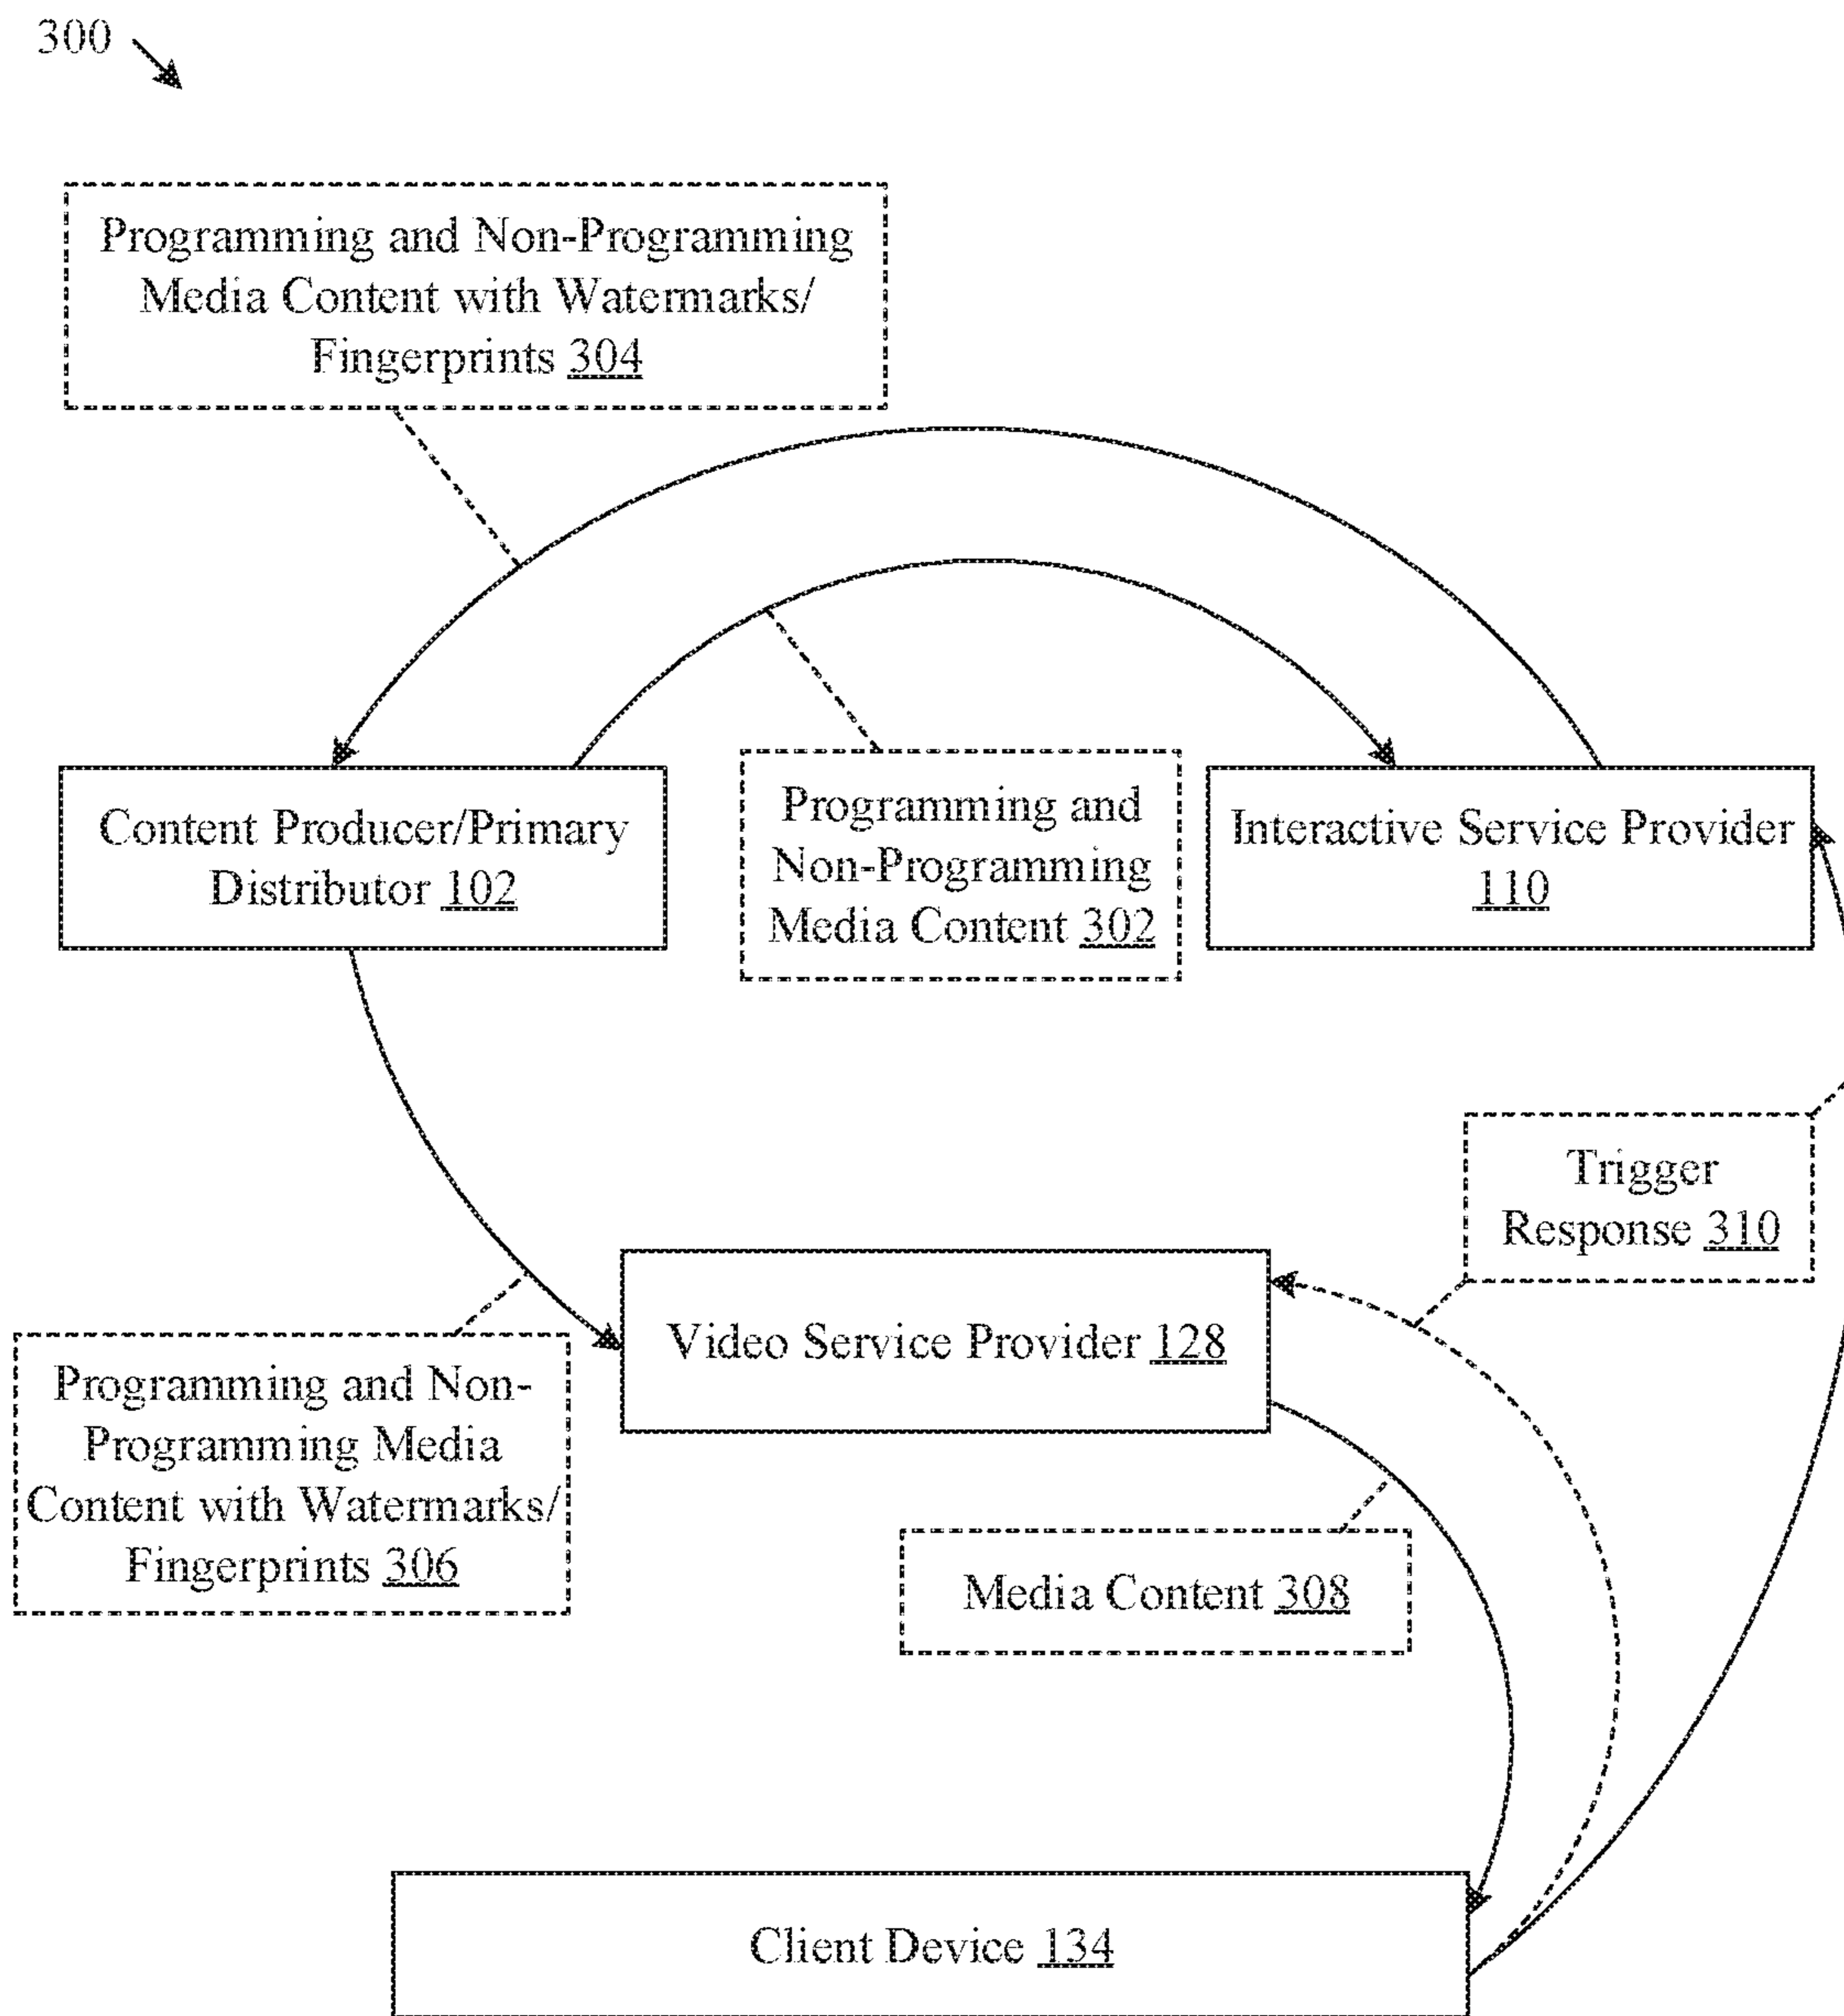 300
Programming and Non-Programming
Media Content with Watermarks/
Fingerprints 304
Content Producer/Primary
Distributor 102
Programming and
Non-Programming
Media Content 302
Interactive Service Provider
110
Trigger
Response 310
Video Service Provider 128
Programming and Non-
Programming Media
Content with Watermarks/
Fingerprints 306
Media Content 308
Client Device 134